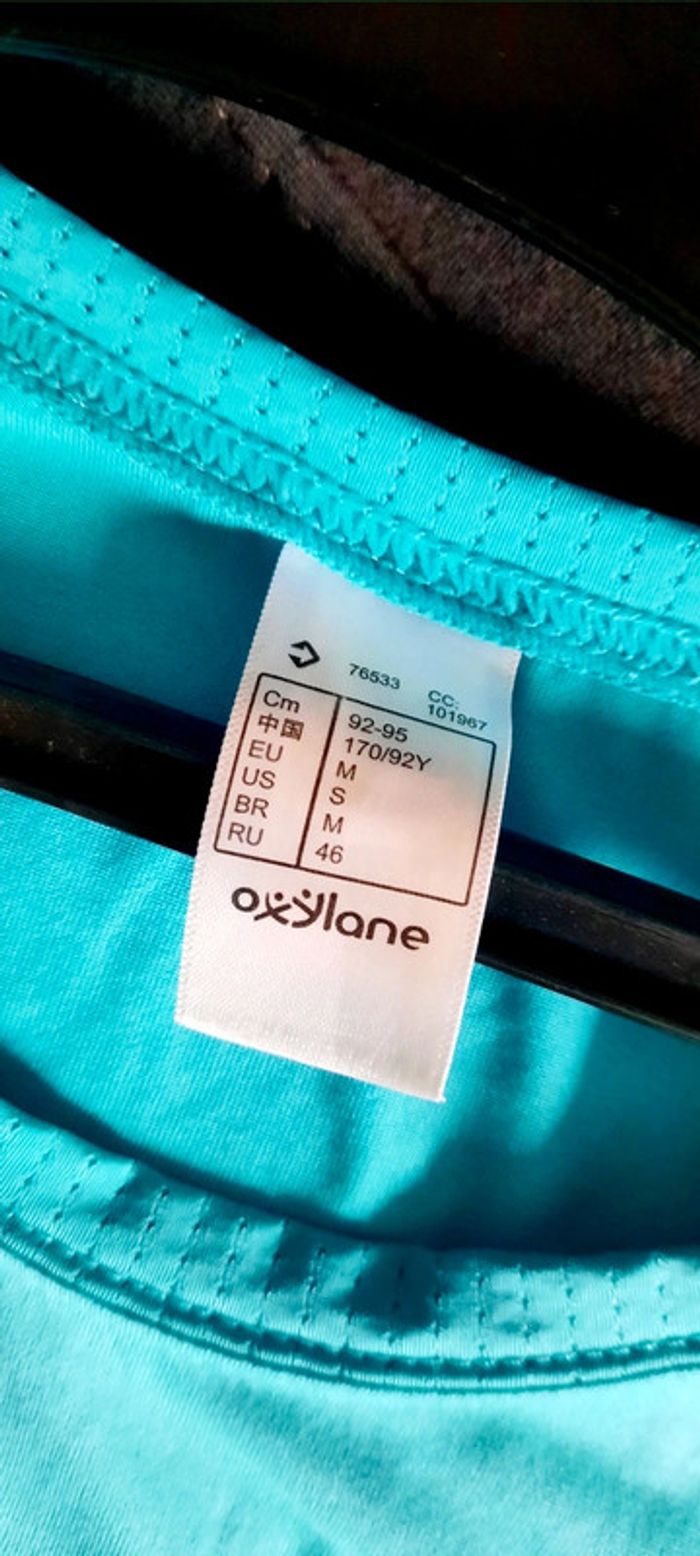 76533 CC:
101967
Cm 92-95
中国 170/92Y
EU M
US S
BR M
RU 46
oxylane